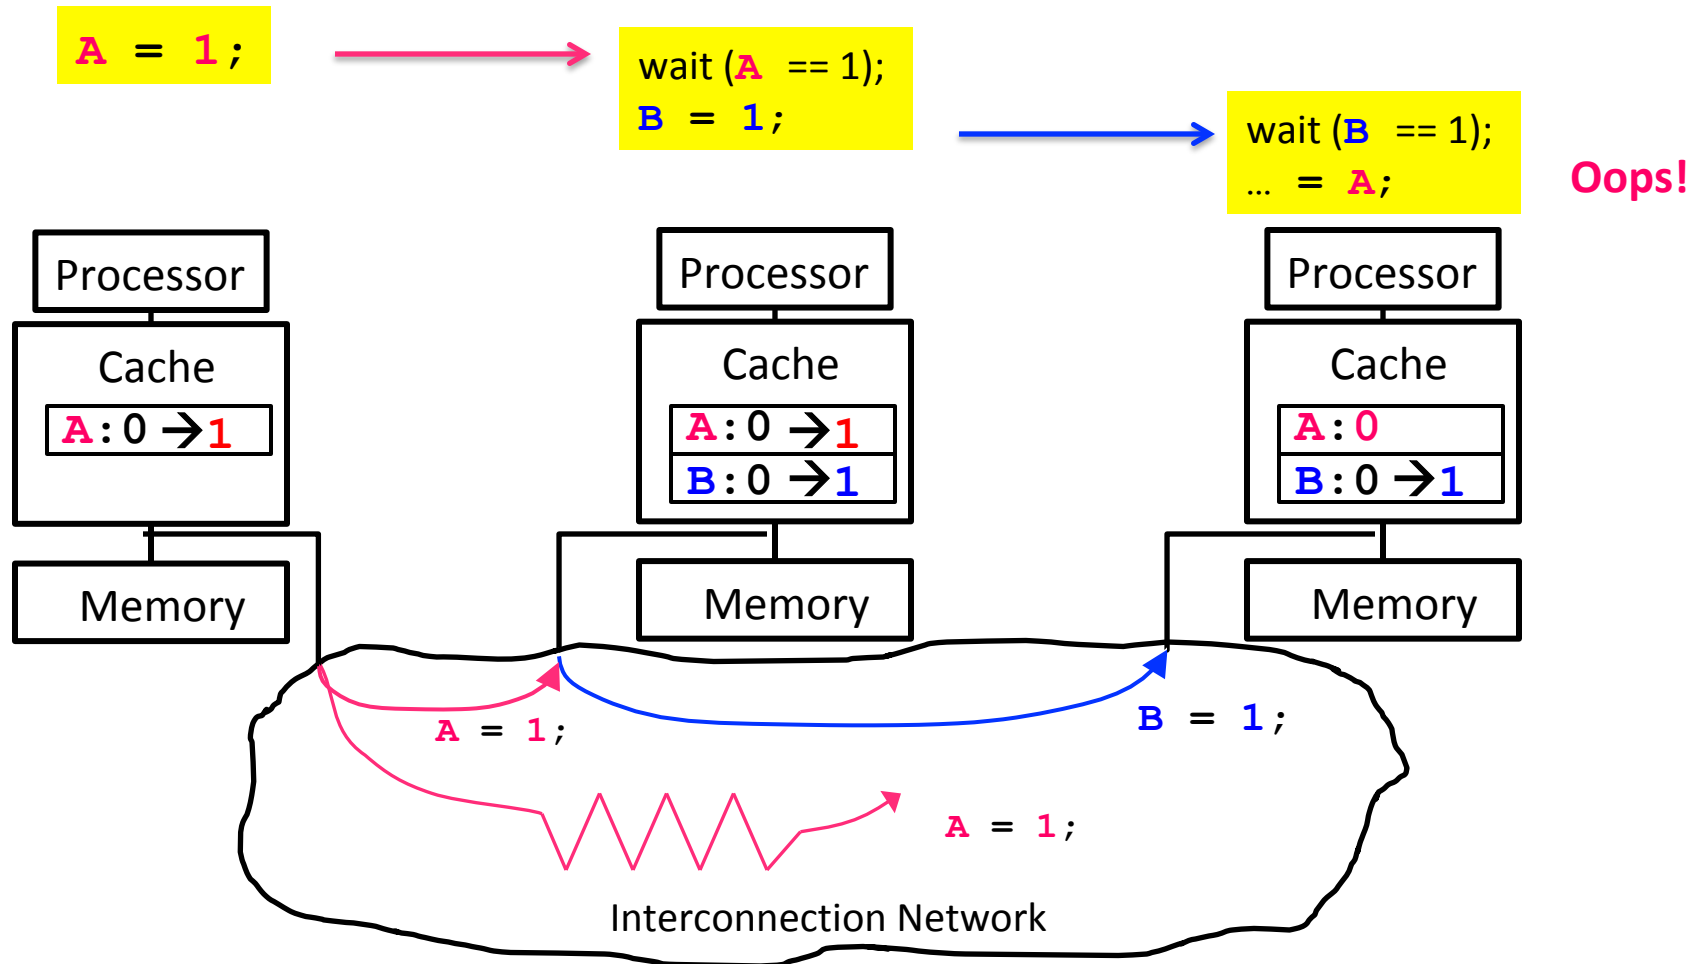 A = 1;
wait (A == 1);
B = 1;
wait (B == 1);
… = A;
Oops!
Processor
Cache
A:0 →1
Memory
Processor
Cache
A:0 →1
B:0 →1
Memory
Processor
Cache
A:0
B:0 →1
Memory
A = 1;
B = 1;
A = 1;
Interconnection Network